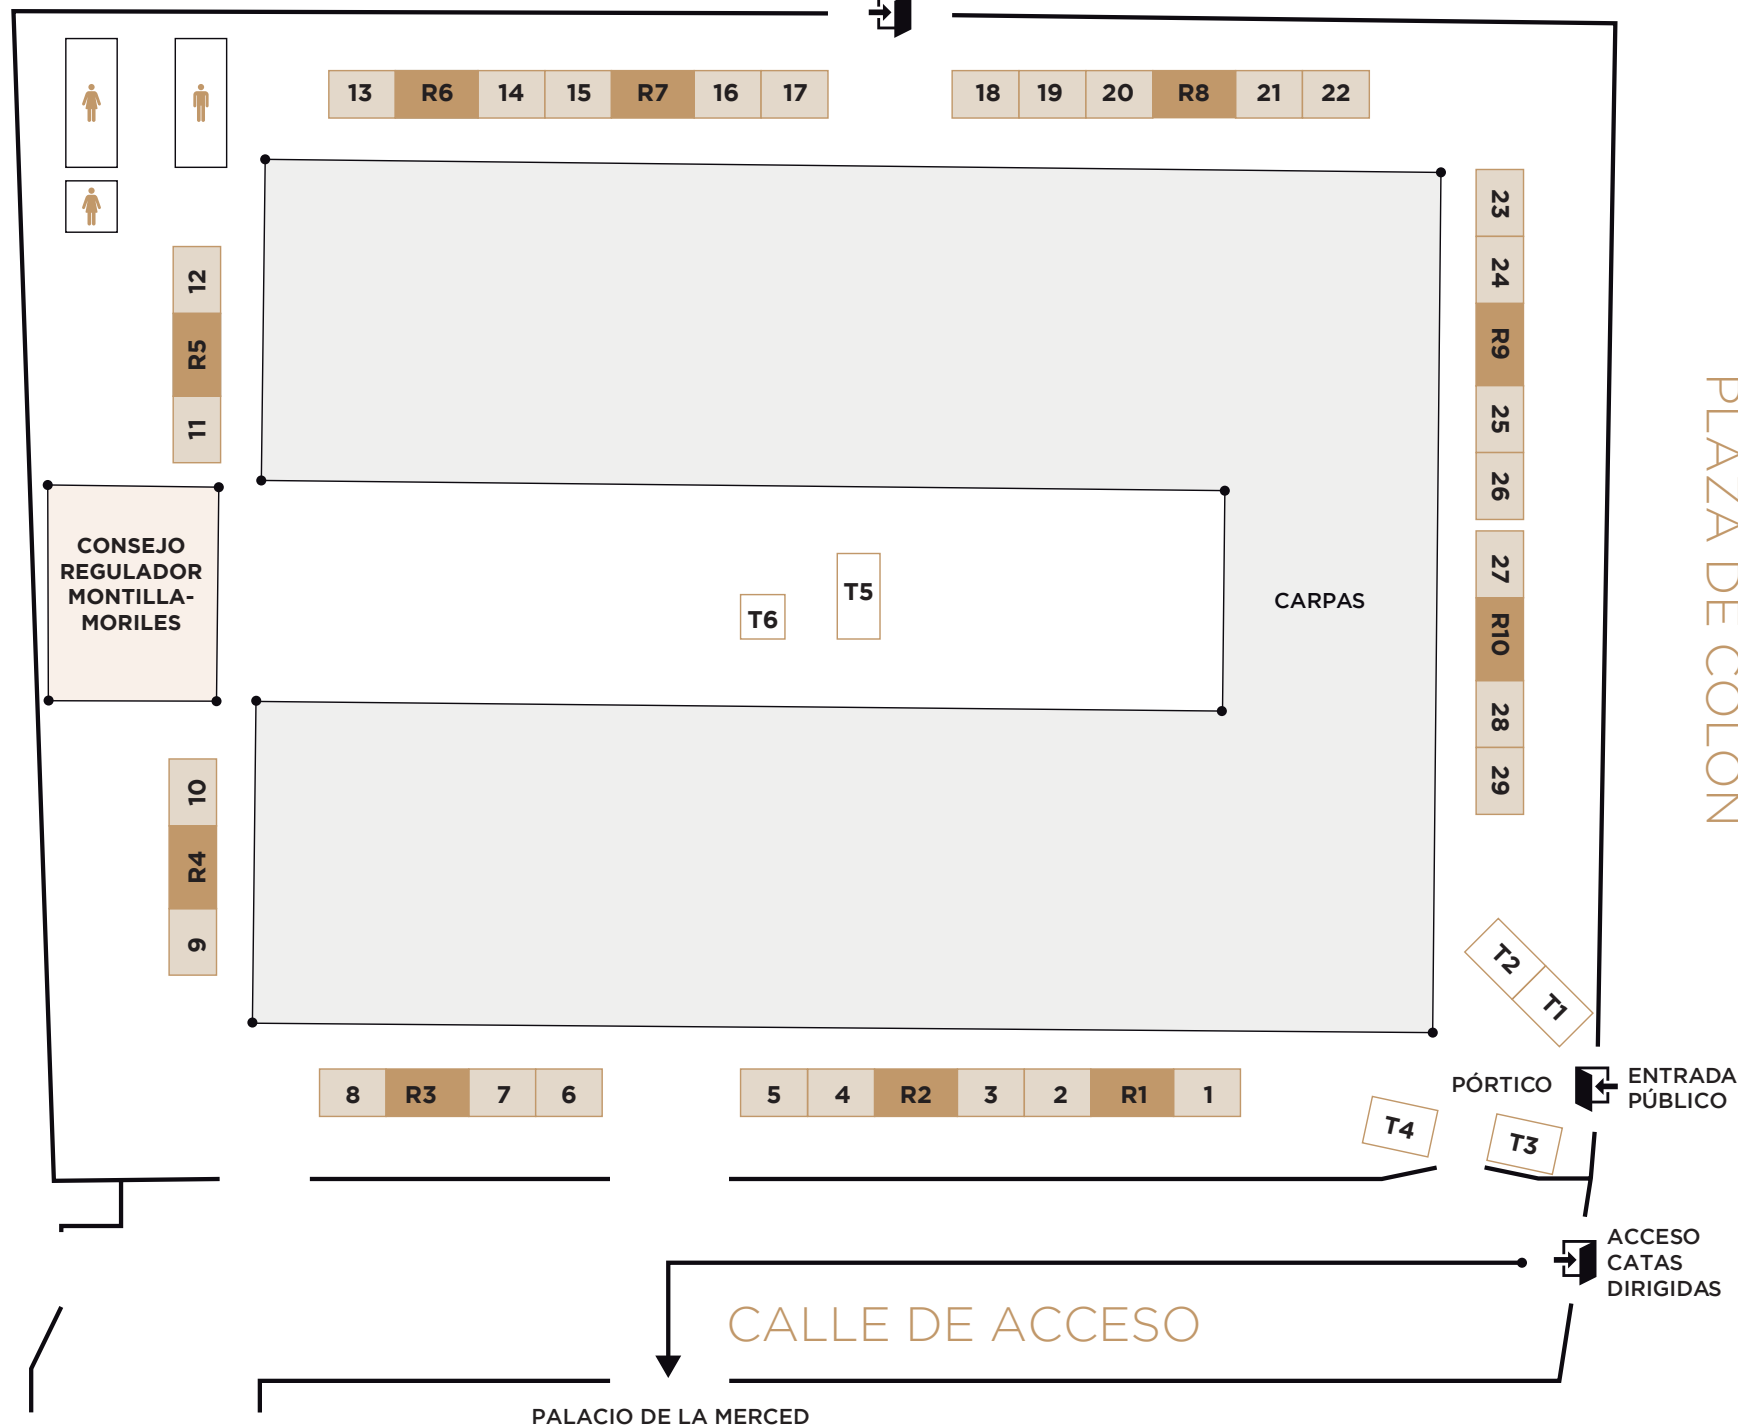 13 R6 14 15 R7 16 17
18 19 20 R8 21 22
23
24
R9
25
26
27
R10
28
29
12
R5
11
CONSEJO
REGULADOR
MONTILLA-
MORILES
T6
T5
CARPAS
PLAZA DE COLÓN
10
R4
9
T2
T1
8 R3 7 6
5 4 R2 3 2 R1 1
PÓRTICO
ENTRADA
PÚBLICO
T4
T3
ACCESO
CATAS
DIRIGIDAS
CALLE DE ACCESO
PALACIO DE LA MERCED